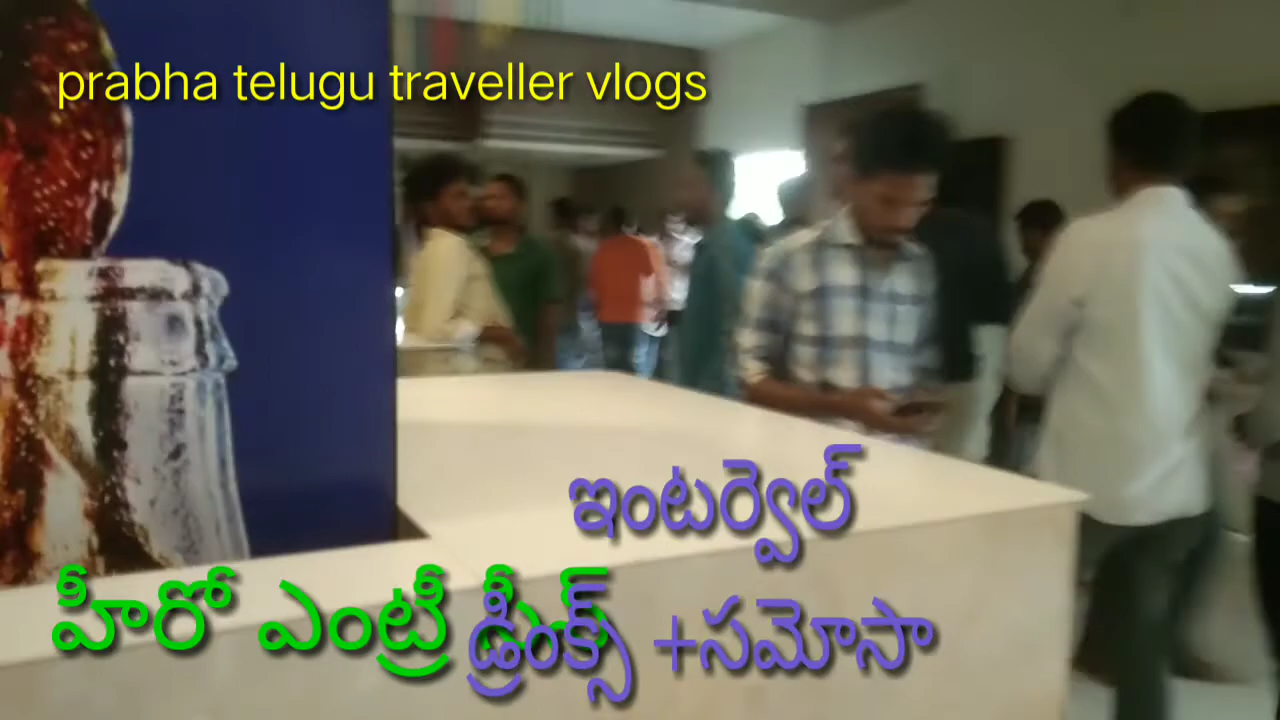 prabha telugu traveller vlogs
ఇంటర్వెల్
హీరో ఎంట్రీ
డ్రింక్స్ +సమోసా